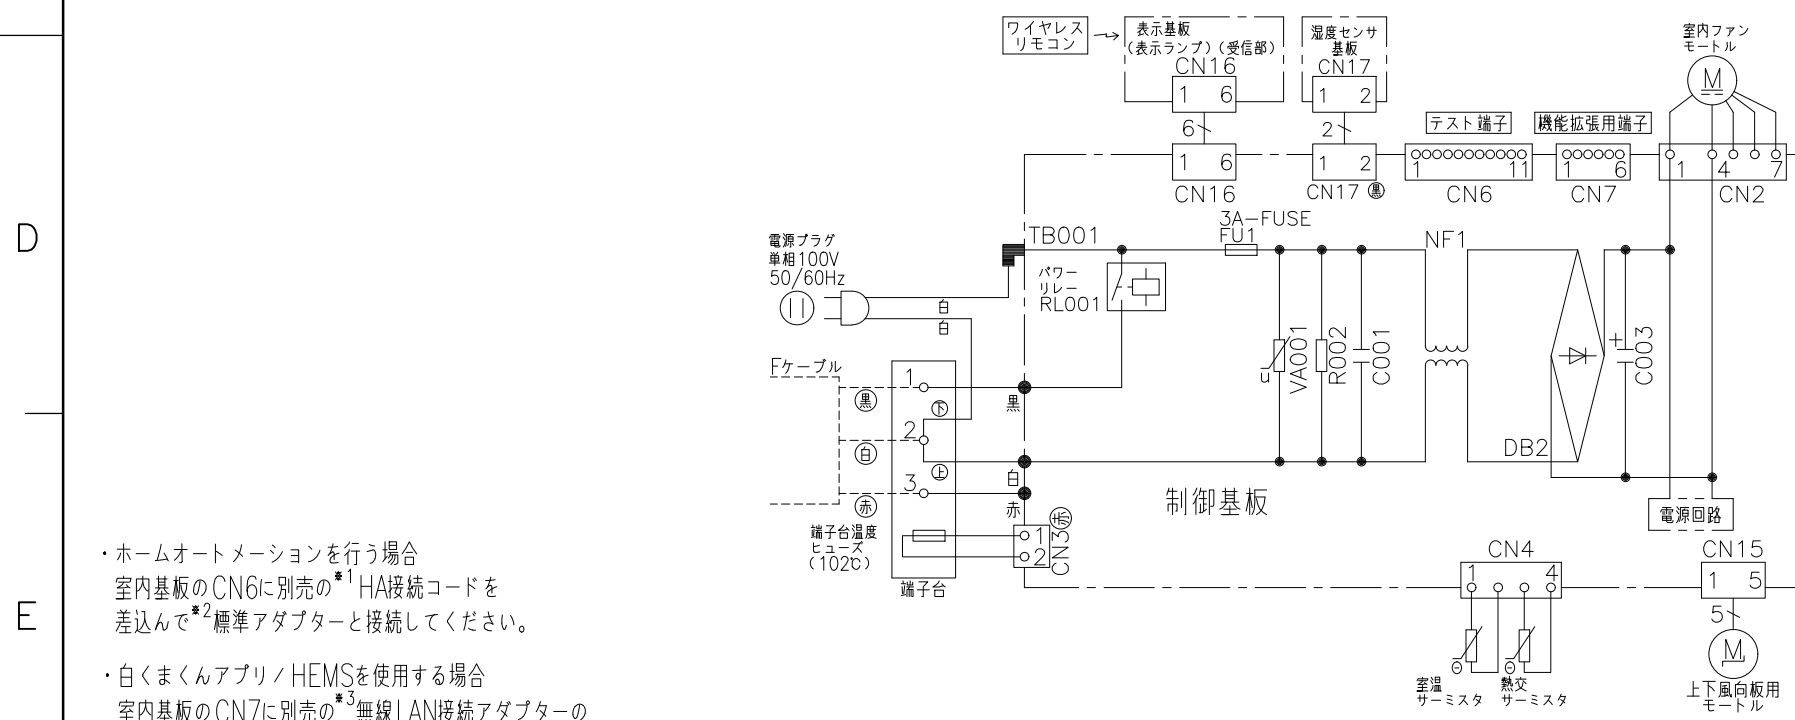 D
E
・ホームオートメーションを行う場合
室内基板のCN6に別売の※1HA接続コードを
差込んで※2標準アダプターと接続してください。
・白くまくんアプリ/HEMSを使用する場合
室内基板のCN7に別売の※3無線LAN接続アダプターの
ワイヤレス
リモコン
表示基板
(表示ランプ)(受信部)
CN16
1 6
6
1 6
CN16
湿度センサ
基板
CN17
1 2
2
1 2
CN17 黒
テスト端子
1 11
CN6
機能拡張用端子
1 6
CN7
室内ファン
モートル
M
1 4 7
CN2
電源プラグ
単相100V
50/60Hz
白
白
TB001
パワー
リレー
RL001
3A-FUSE
FU1
VA001
u
R002
C001
NF1
DB2
+
C003
電源回路
Fケーブル
黒
白
赤
1
下
2
上
3
黒
白
赤
端子台温度
ヒューズ
(102℃)
端子台
1
2
CN3 赤
制御基板
CN4
1 4
室温
サーミスタ
熱交
サーミスタ
CN15
1 5
5
M
上下風向板用
モートル